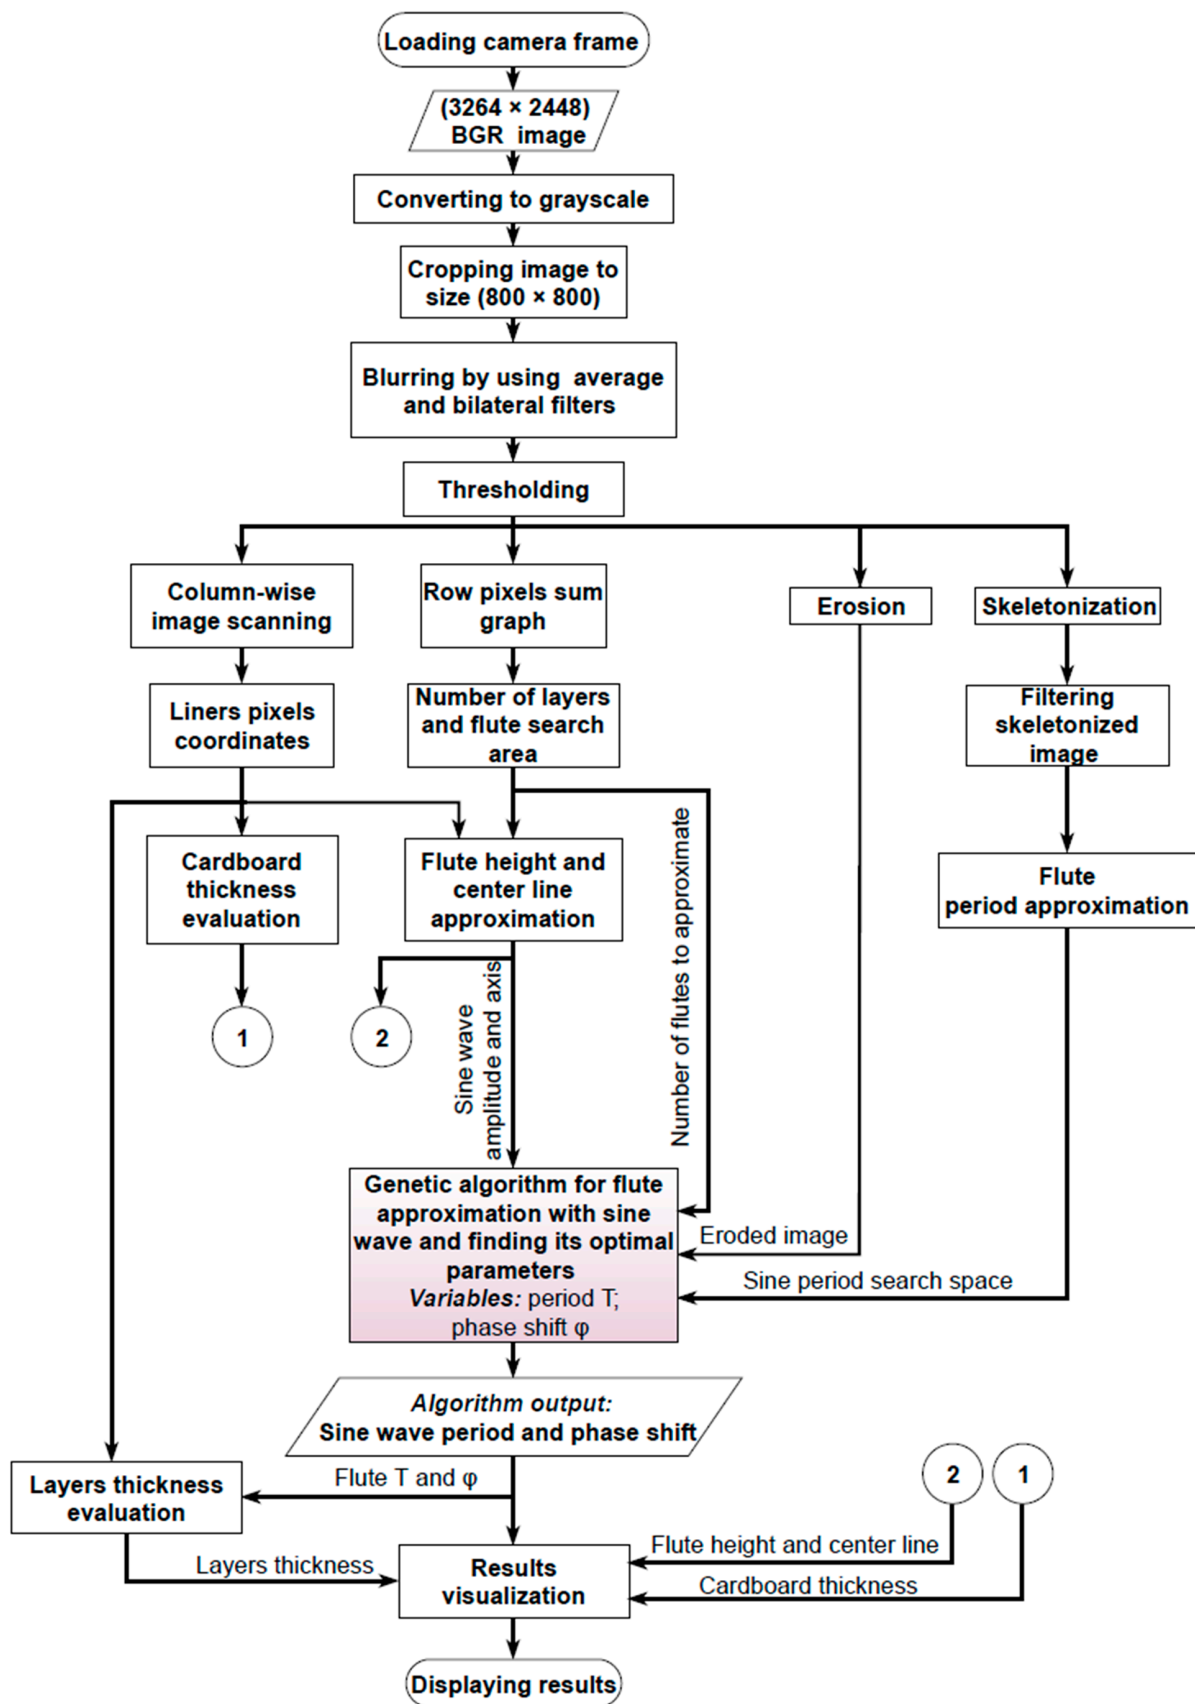 Loading camera frame
(3264 × 2448)
BGR image
Converting to grayscale
Cropping image to
size (800 × 800)
Blurring by using average
and bilateral filters
Thresholding
Column-wise
image scanning
Row pixels sum
graph
Erosion
Skeletonization
Liners pixels
coordinates
Number of layers
and flute search
area
Filtering
skeletonized
image
Cardboard
thickness
evaluation
Flute height and
center line
approximation
Number of flutes to approximate
Flute
period approximation
1
2
Sine wave
amplitude and axis
Genetic algorithm for flute
approximation with sine
wave and finding its optimal
parameters
Variables: period T;
phase shift φ
Eroded image
Sine period search space
Algorithm output:
Sine wave period and phase shift
Layers thickness
evaluation
Flute T and φ
2
1
Layers thickness
Results
visualization
Flute height and center line
Cardboard thickness
Displaying results